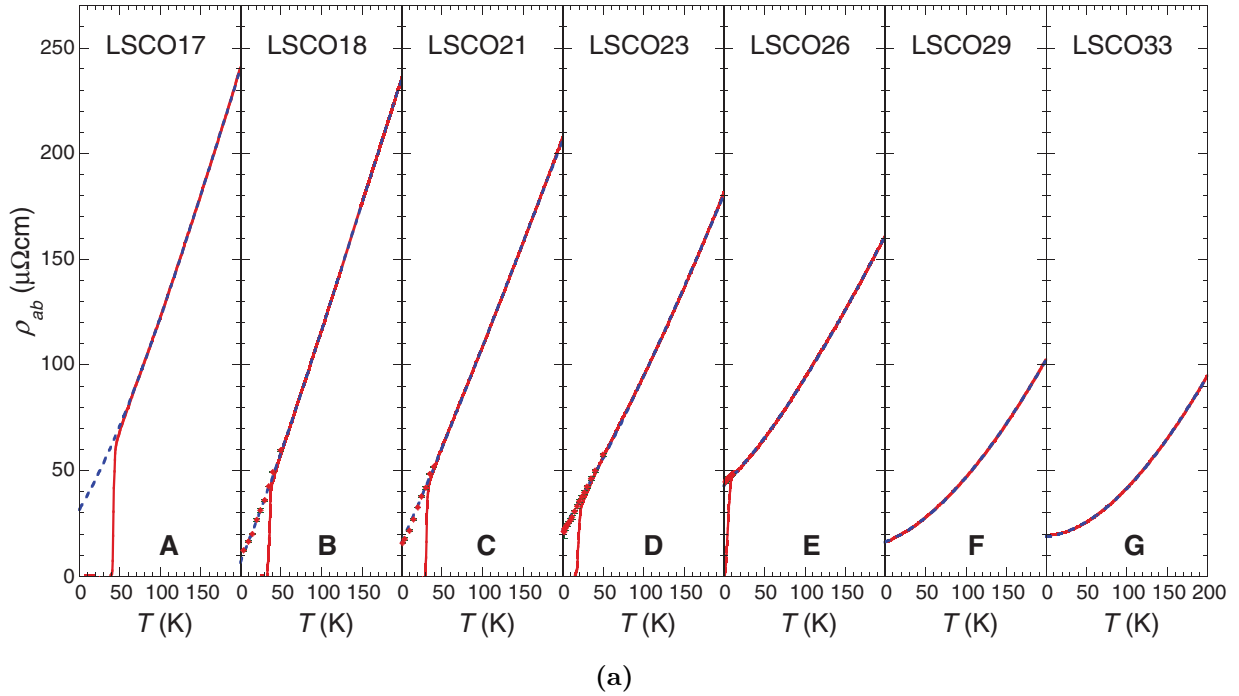 LSCO17 LSCO18 LSCO21 LSCO23 LSCO26 LSCO29 LSCO33
250
200
150
100
50
0
ρab (μΩcm)
A B C D E F G
0 50 100 150 0 50 100 150 0 50 100 150 0 50 100 150 0 50 100 150 0 50 100 150 0 50 100 150 200
T (K) T (K) T (K) T (K) T (K) T (K) T (K)
(a)